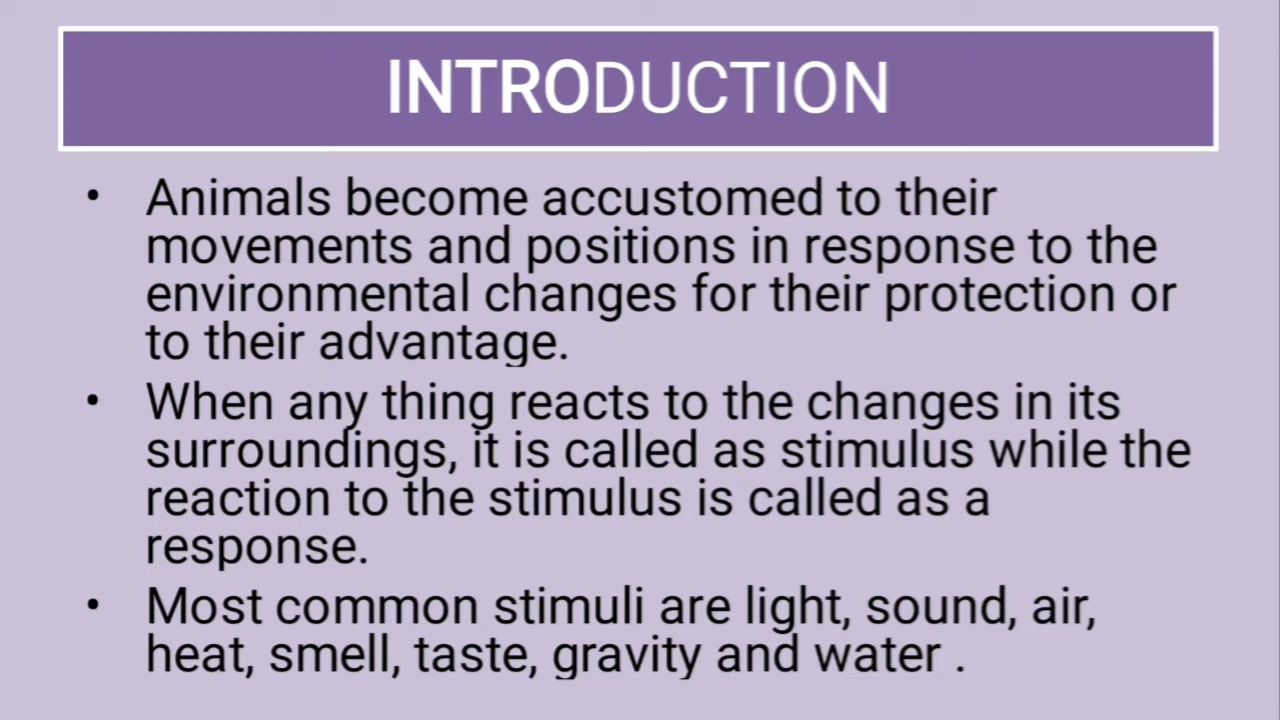 INTRODUCTION
• Animals become accustomed to their
movements and positions in response to the
environmental changes for their protection or
to their advantage.
• When any thing reacts to the changes in its
surroundings, it is called as stimulus while the
reaction to the stimulus is called as a
response.
• Most common stimuli are light, sound, air,
heat, smell, taste, gravity and water .